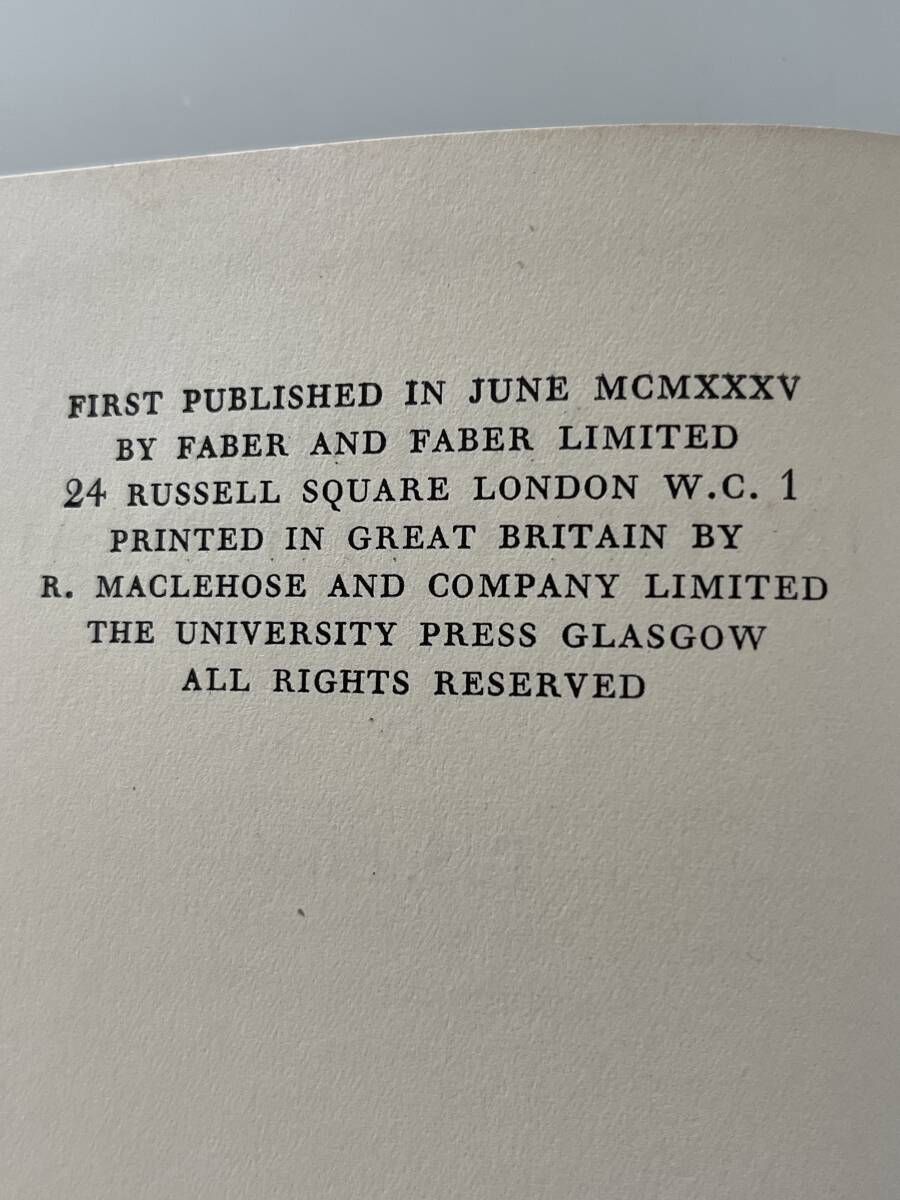 FIRST PUBLISHED IN JUNE MCMXXXV
BY FABER AND FABER LIMITED
24 RUSSELL SQUARE LONDON W.C. 1
PRINTED IN GREAT BRITAIN BY
R. MACLEHOSE AND COMPANY LIMITED
THE UNIVERSITY PRESS GLASGOW
ALL RIGHTS RESERVED